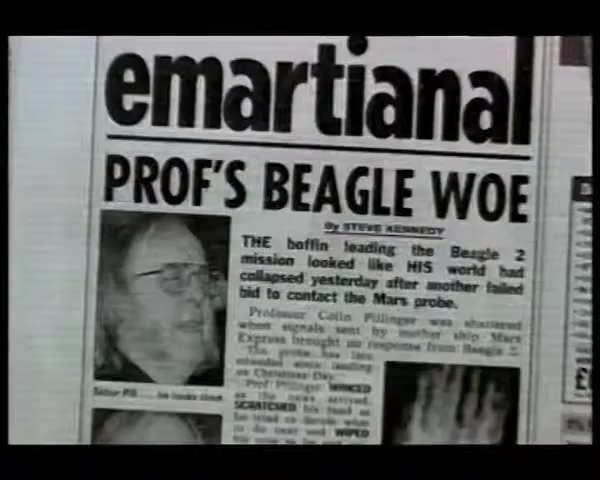 emartianal
PROF'S BEAGLE WOE
By STEVE KENNEDY
THE boffin leading the Beagle 2
mission looked like HIS world had
collapsed yesterday after another failed
bid to contact the Mars probe.
Professor Colin Pillinger was shattered
when signals sent by mother ship Mars
Express brought no response from Beagle 2.
The probe has been
since landing
on Christmas Day.
Prof Pillinger WINCED
as the news arrived,
SCRATCHED his head as
he tried to decide what
to do next and WIPED
he looks tired